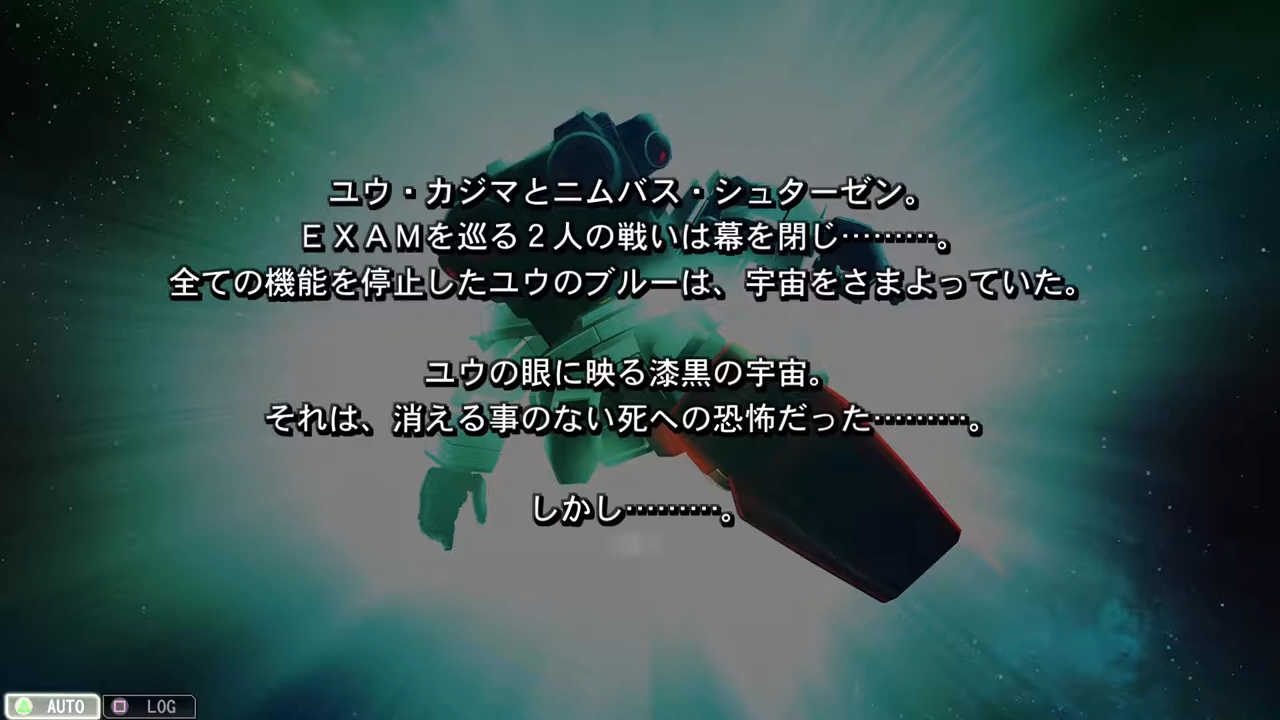 ユウ・カジマとニムバス・シュターゼン。
ＥＸＡＭを巡る２人の戦いは幕を閉じ………。
全ての機能を停止したユウのブルーは、宇宙をさまよっていた。
ユウの眼に映る漆黒の宇宙。
それは、消える事のない死への恐怖だった………。
しかし………。
AUTO LOG